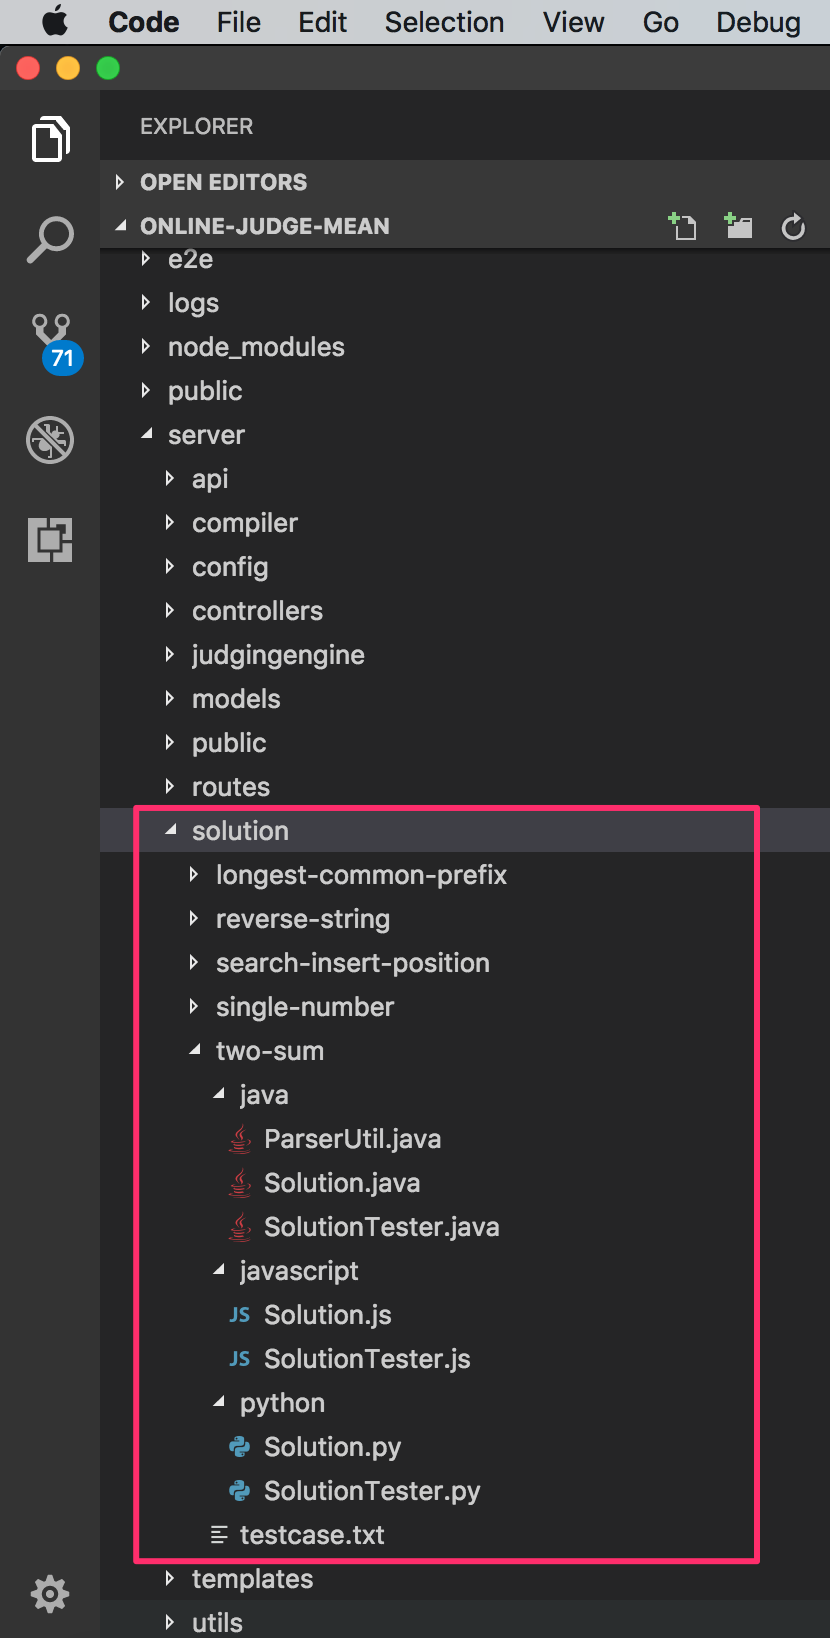 Code File Edit Selection View Go Debug
EXPLORER
OPEN EDITORS
ONLINE-JUDGE-MEAN
e2e
logs
node_modules
71
public
server
api
compiler
config
controllers
judgingengine
models
public
routes
solution
longest-common-prefix
reverse-string
search-insert-position
single-number
two-sum
java
ParserUtil.java
Solution.java
SolutionTester.java
javascript
JS Solution.js
JS SolutionTester.js
python
Solution.py
SolutionTester.py
testcase.txt
templates
utils